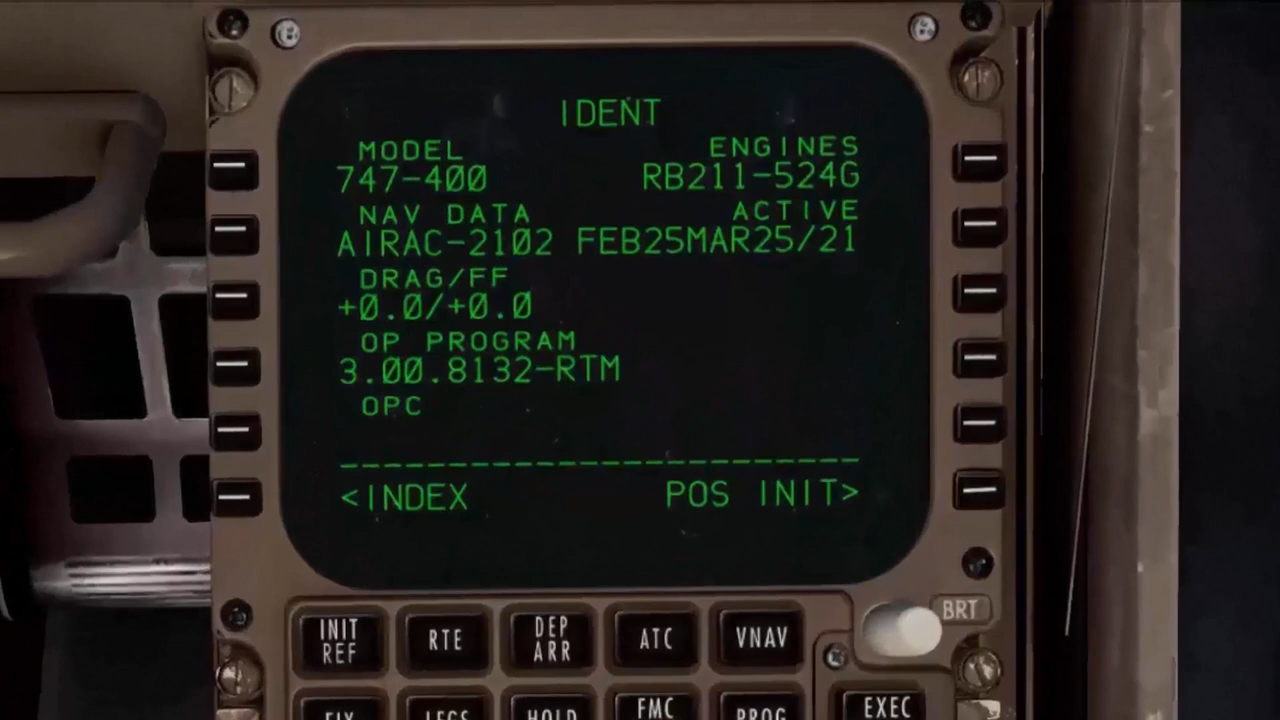 IDENT
MODEL ENGINES
747-400 RB211-524G
NAV DATA ACTIVE
AIRAC-2102 FEB25MAR25/21
DRAG/FF
+0.0/+0.0
OP PROGRAM
3.00.8132-RTM
OPC
------------------------
<INDEX POS INIT>
BRT
INIT REF RTE DEP ARR ATC VNAV
FIX LEGS HOLD FMC PROG EXEC